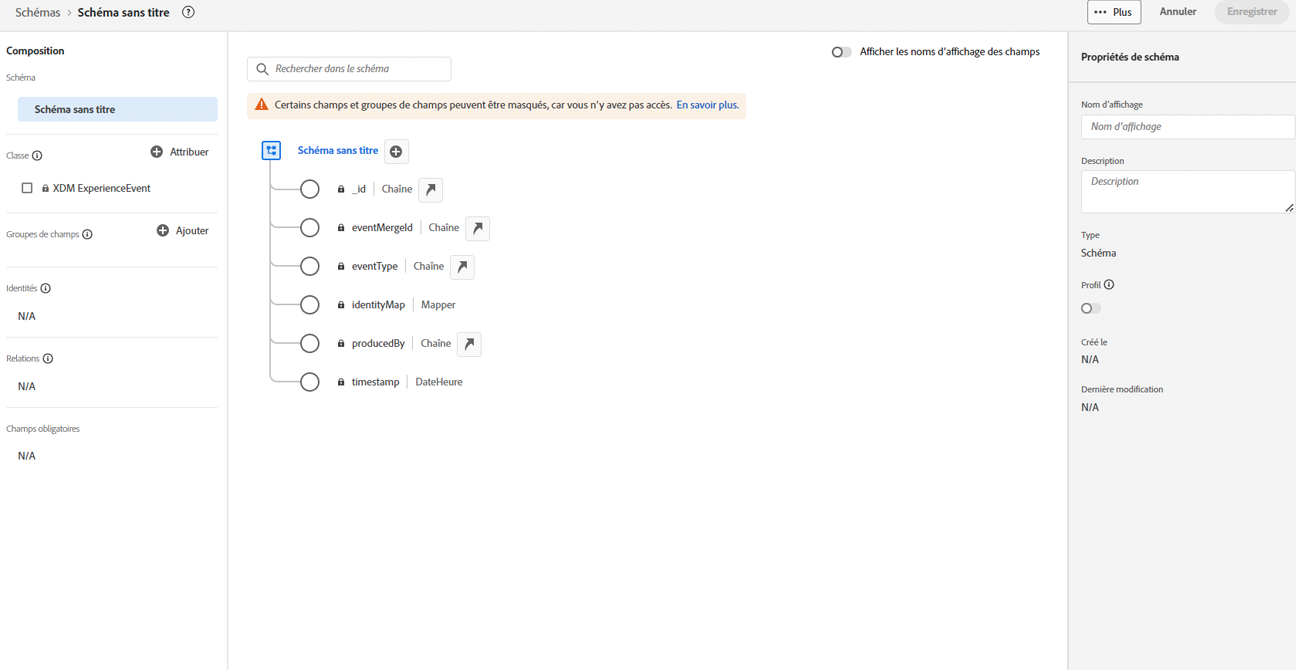 Schémas > Schéma sans titre
Plus
Annuler
Enregistrer
Composition
Schéma
Schéma sans titre
Classe
Attribuer
XDM ExperienceEvent
Groupes de champs
Ajouter
Identités
N/A
Relations
N/A
Champs obligatoires
N/A
Rechercher dans le schéma
Afficher les noms d'affichage des champs
Certains champs et groupes de champs peuvent être masqués, car vous n'y avez pas accès. En savoir plus.
Schéma sans titre
_id | Chaîne
eventMergeId | Chaîne
eventType | Chaîne
identityMap | Mapper
producedBy | Chaîne
timestamp | DateHeure
Propriétés de schéma
Nom d'affichage
Nom d'affichage
Description
Description
Type
Schéma
Profil
Créé le
N/A
Dernière modification
N/A